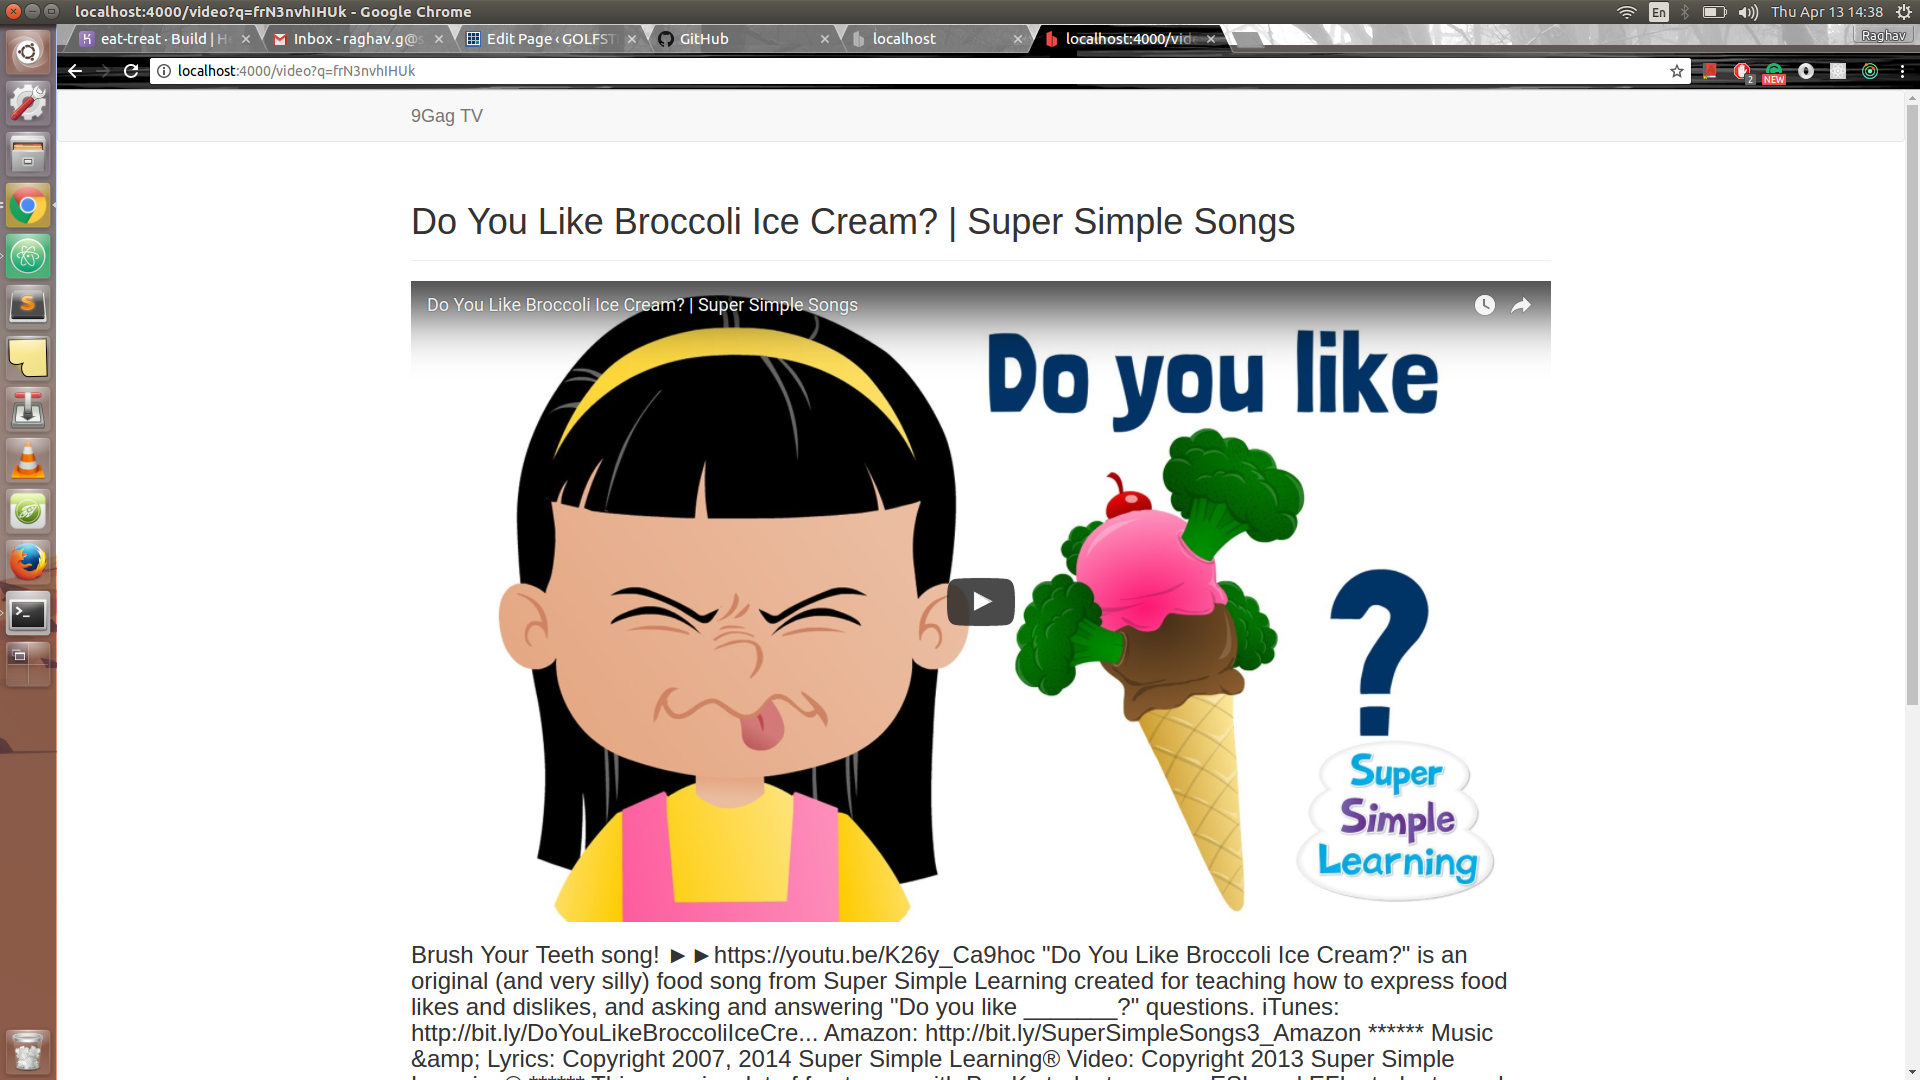 localhost:4000/video?q=frN3nvhIHUk - Google Chrome
En
Thu Apr 13 14:38
eat-treat · Build | H
Inbox - raghav.g@s
Edit Page ‹ GOLFST
GitHub
localhost
localhost:4000/vid
Raghav
localhost:4000/video?q=frN3nvhIHUk
2
NEW
9Gag TV
Do You Like Broccoli Ice Cream? | Super Simple Songs
Do You Like Broccoli Ice Cream? | Super Simple Songs
Do you like
?
Super
Simple
Learning
Brush Your Teeth song! ►►https://youtu.be/K26y_Ca9hoc "Do You Like Broccoli Ice Cream?" is an
original (and very silly) food song from Super Simple Learning created for teaching how to express food
likes and dislikes, and asking and answering "Do you like _______?" questions. iTunes:
http://bit.ly/DoYouLikeBroccoliIceCre... Amazon: http://bit.ly/SuperSimpleSongs3_Amazon ****** Music
&amp; Lyrics: Copyright 2007, 2014 Super Simple Learning® Video: Copyright 2013 Super Simple